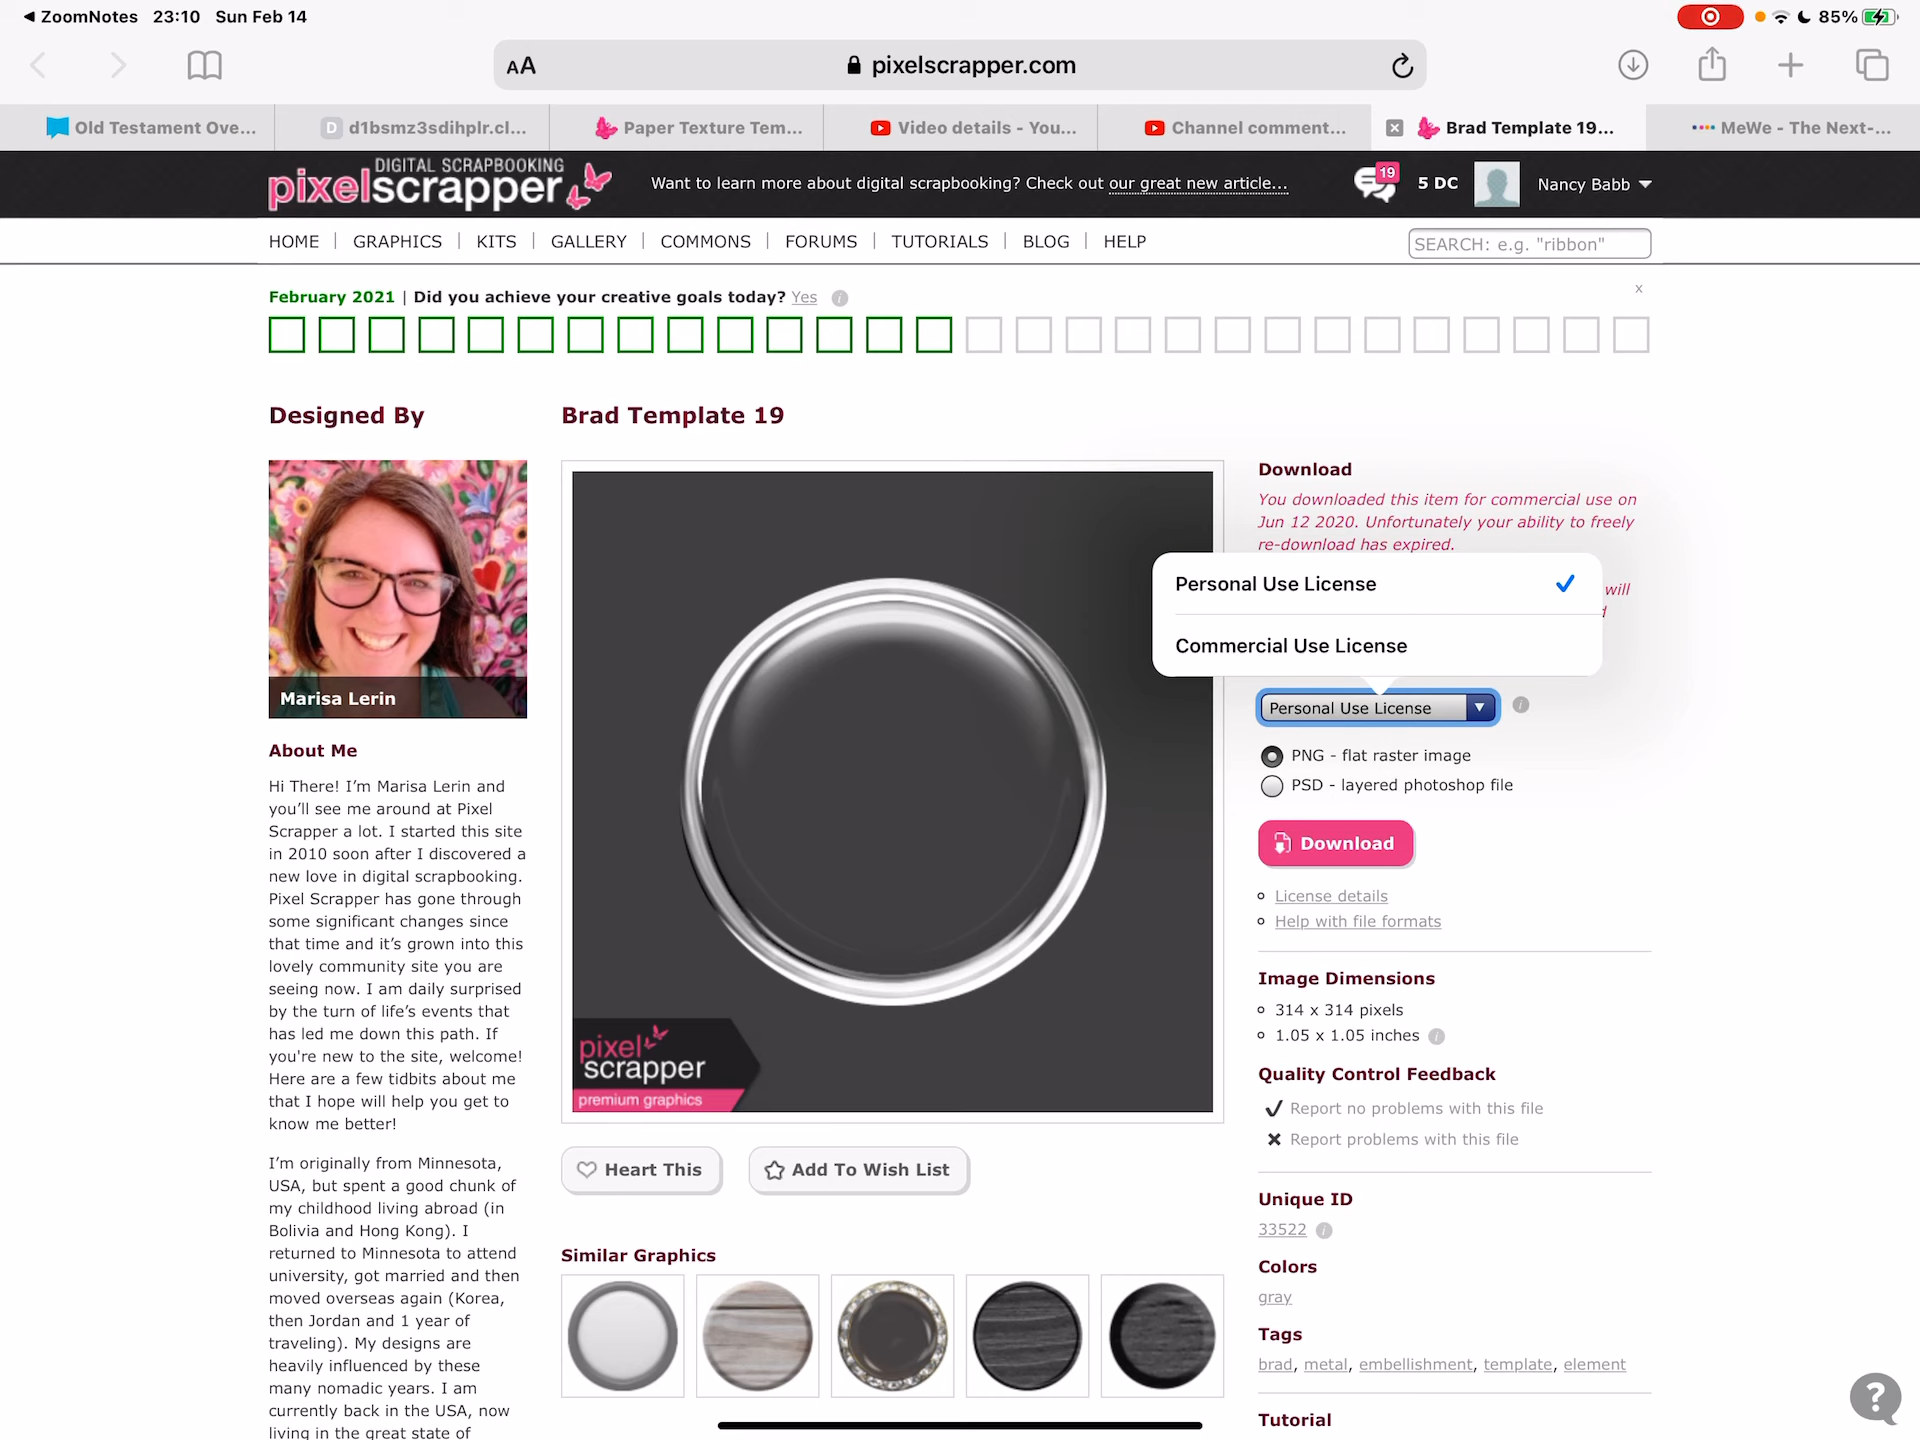 ZoomNotes 23:10 Sun Feb 14
85%
AA
pixelscrapper.com
Old Testament Ove...
D d1bsmz3sdihplr.cl...
Paper Texture Tem...
Video details - You...
Channel comment...
Brad Template 19...
MeWe - The Next-...
DIGITAL SCRAPBOOKING
pixelscrapper
Want to learn more about digital scrapbooking? Check out our great new article...
19
5 DC
Nancy Babb
HOME | GRAPHICS | KITS | GALLERY | COMMONS | FORUMS | TUTORIALS | BLOG | HELP
SEARCH: e.g. "ribbon"
February 2021 | Did you achieve your creative goals today? Yes i
x
Designed By
Marisa Lerin
About Me
Hi There! I'm Marisa Lerin and
you'll see me around at Pixel
Scrapper a lot. I started this site
in 2010 soon after I discovered a
new love in digital scrapbooking.
Pixel Scrapper has gone through
some significant changes since
that time and it's grown into this
lovely community site you are
seeing now. I am daily surprised
by the turn of life's events that
has led me down this path. If
you're new to the site, welcome!
Here are a few tidbits about me
that I hope will help you get to
know me better!
I'm originally from Minnesota,
USA, but spent a good chunk of
my childhood living abroad (in
Bolivia and Hong Kong). I
returned to Minnesota to attend
university, got married and then
moved overseas again (Korea,
then Jordan and 1 year of
traveling). My designs are
heavily influenced by these
many nomadic years. I am
currently back in the USA, now
living in the great state of
Brad Template 19
pixel
scrapper
premium graphics
Heart This
Add To Wish List
Similar Graphics
Download
You downloaded this item for commercial use on
Jun 12 2020. Unfortunately your ability to freely
re-download has expired.
will
Personal Use License
Commercial Use License
Personal Use License
i
PNG - flat raster image
PSD - layered photoshop file
Download
License details
Help with file formats
Image Dimensions
314 x 314 pixels
1.05 x 1.05 inches i
Quality Control Feedback
Report no problems with this file
Report problems with this file
Unique ID
33522 i
Colors
gray
Tags
brad, metal, embellishment, template, element
Tutorial
?